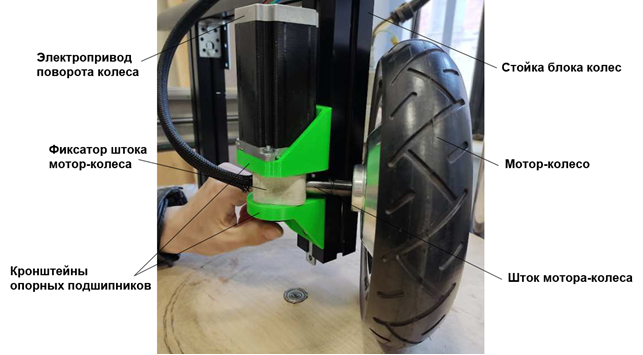 Электропривод
поворота колеса
Фиксатор штока
мотор-колеса
Кронштейны
опорных подшипников
Стойка блока колес
Мотор-колесо
Шток мотора-колеса